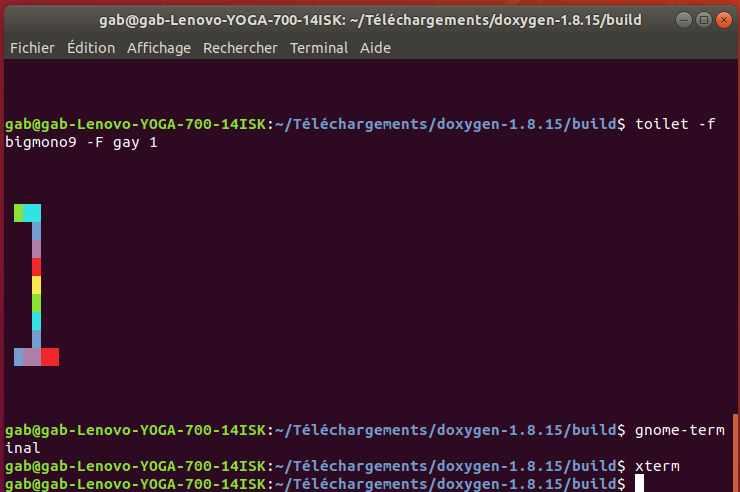 gab@gab-Lenovo-YOGA-700-14ISK: ~/Téléchargements/doxygen-1.8.15/build
Fichier Édition Affichage Rechercher Terminal Aide
gab@gab-Lenovo-YOGA-700-14ISK:~/Téléchargements/doxygen-1.8.15/build$ toilet -f
bigmono9 -F gay 1
1
gab@gab-Lenovo-YOGA-700-14ISK:~/Téléchargements/doxygen-1.8.15/build$ gnome-term
inal
gab@gab-Lenovo-YOGA-700-14ISK:~/Téléchargements/doxygen-1.8.15/build$ xterm
gab@gab-Lenovo-YOGA-700-14ISK:~/Téléchargements/doxygen-1.8.15/build$